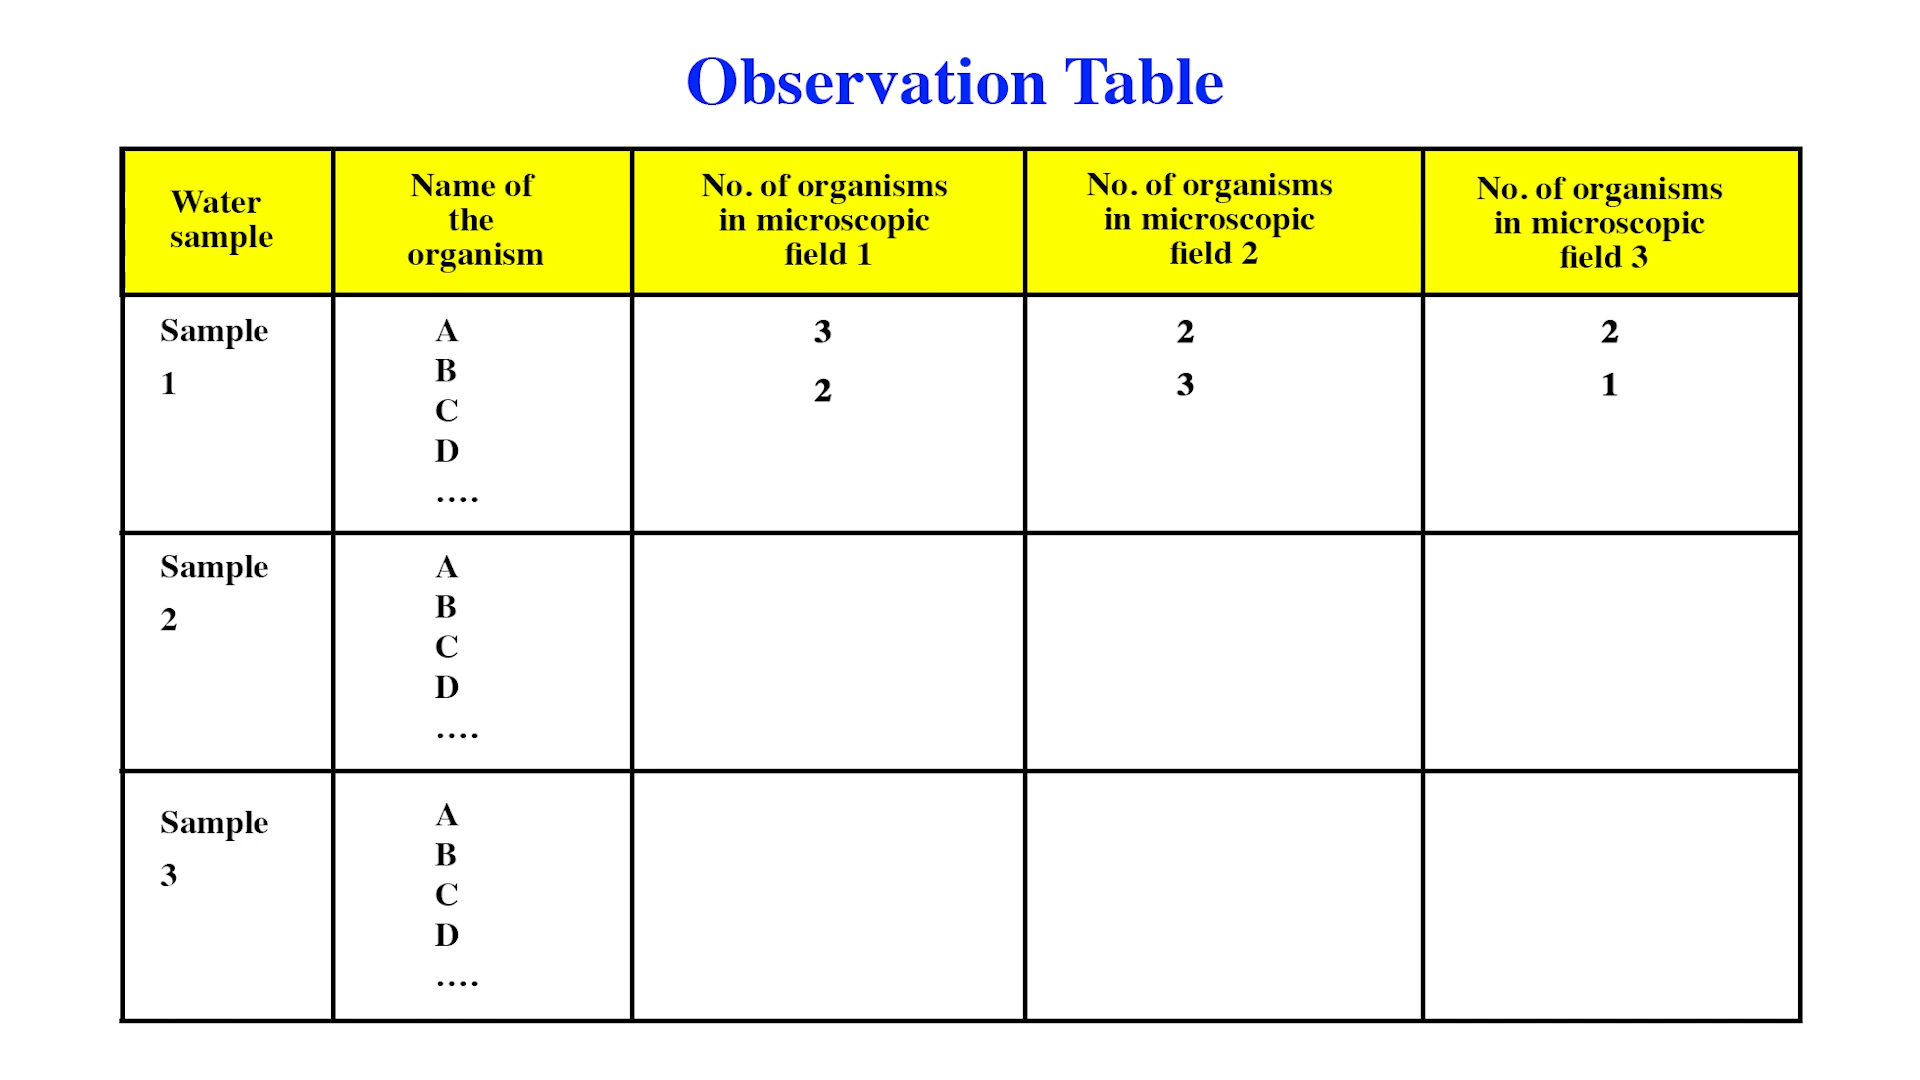 Observation Table
Water
sample
Name of
the
organism
No. of organisms
in microscopic
field 1
No. of organisms
in microscopic
field 2
No. of organisms
in microscopic
field 3
Sample
1
A
B
C
D
....
3
2
2
3
2
1
Sample
2
A
B
C
D
....
Sample
3
A
B
C
D
....